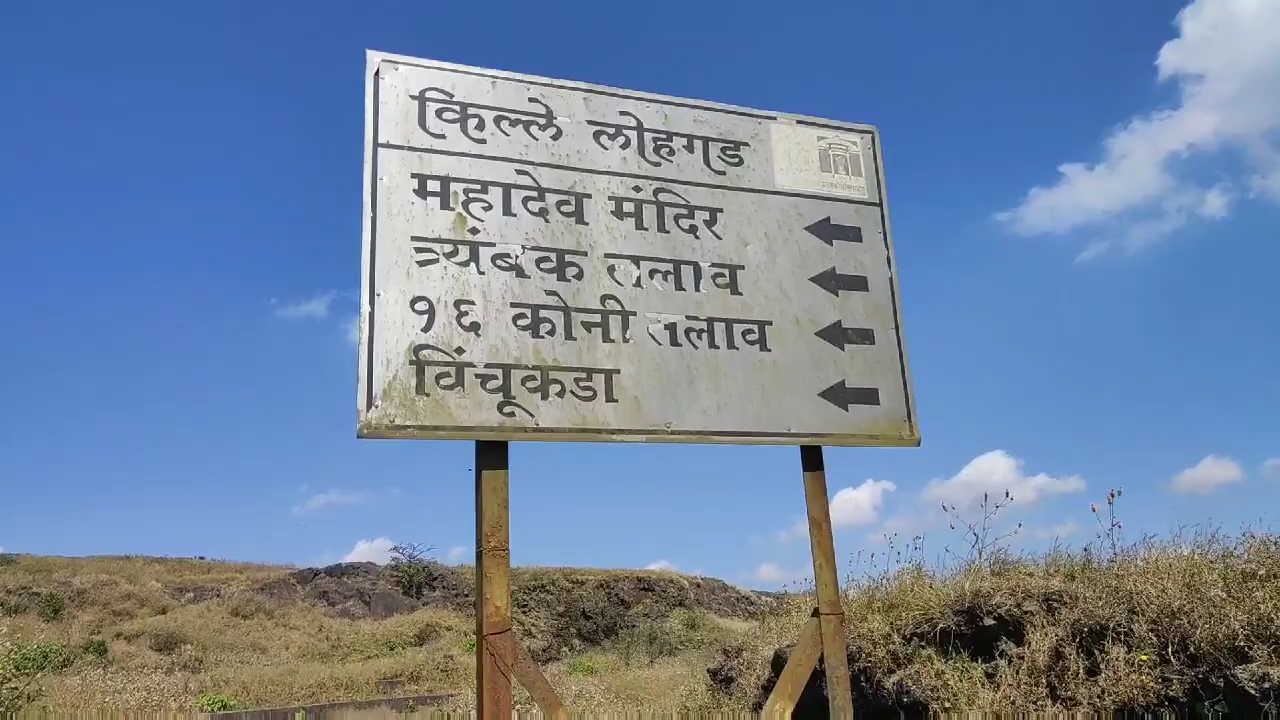 किल्ले लोहगड
महादेव मंदिर
त्र्यंबक तलाव
१६ कोनी तलाव
विंचूकडा